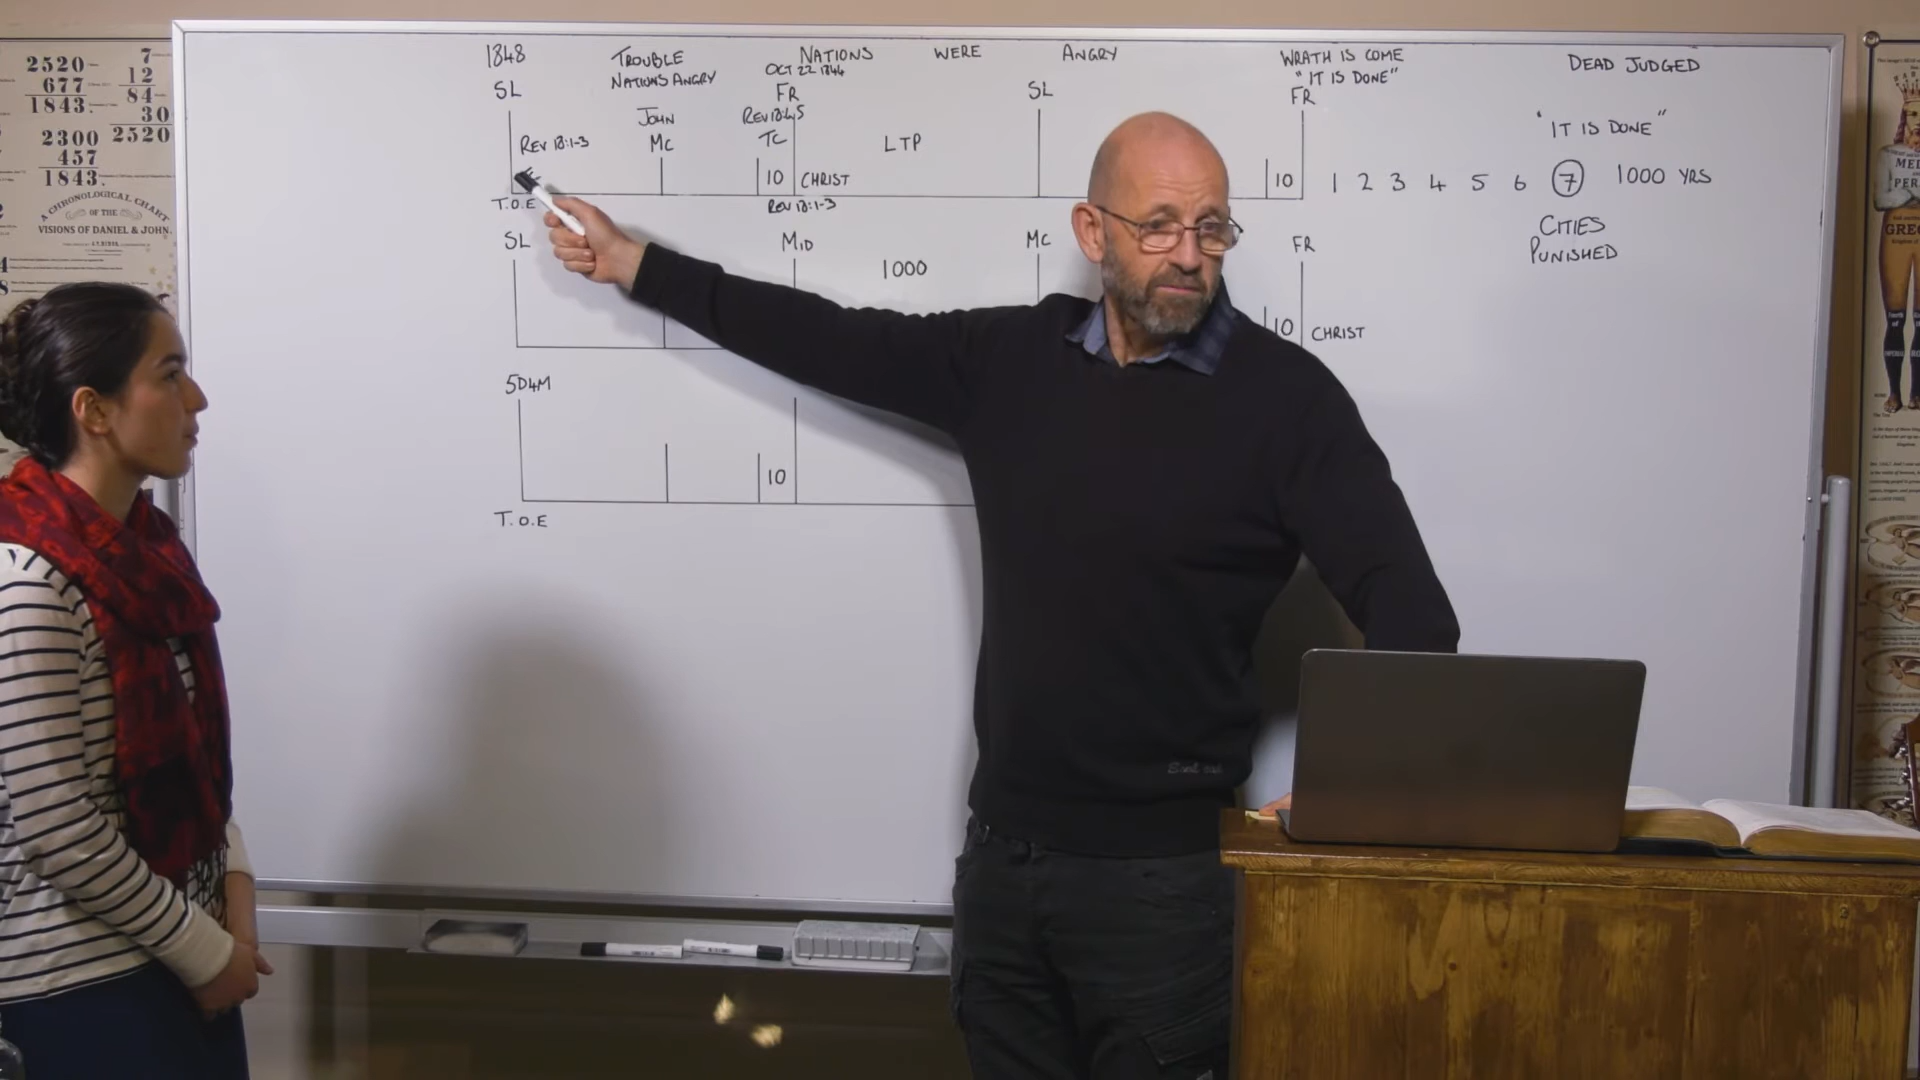 1848 TROUBLE NATIONS WERE ANGRY WRATH IS COME DEAD JUDGED
NATIONS ANGRY OCT 22 1844 "IT IS DONE"
SL FR SL FR
JOHN REV 18:4,5 "IT IS DONE"
REV 18:1-3 MC TC LTP
10 CHRIST 10 1 2 3 4 5 6 7 1000 YRS
T.O.E REV 18:1-3
CITIES
PUNISHED
SL MID MC FR
1000
10 CHRIST
5D4M
10
T.O.E
2520
677
1843.
2300
457
1843.
7
12
84
30
2520
A CHRONOLOGICAL CHART
OF THE
VISIONS OF DANIEL & JOHN.